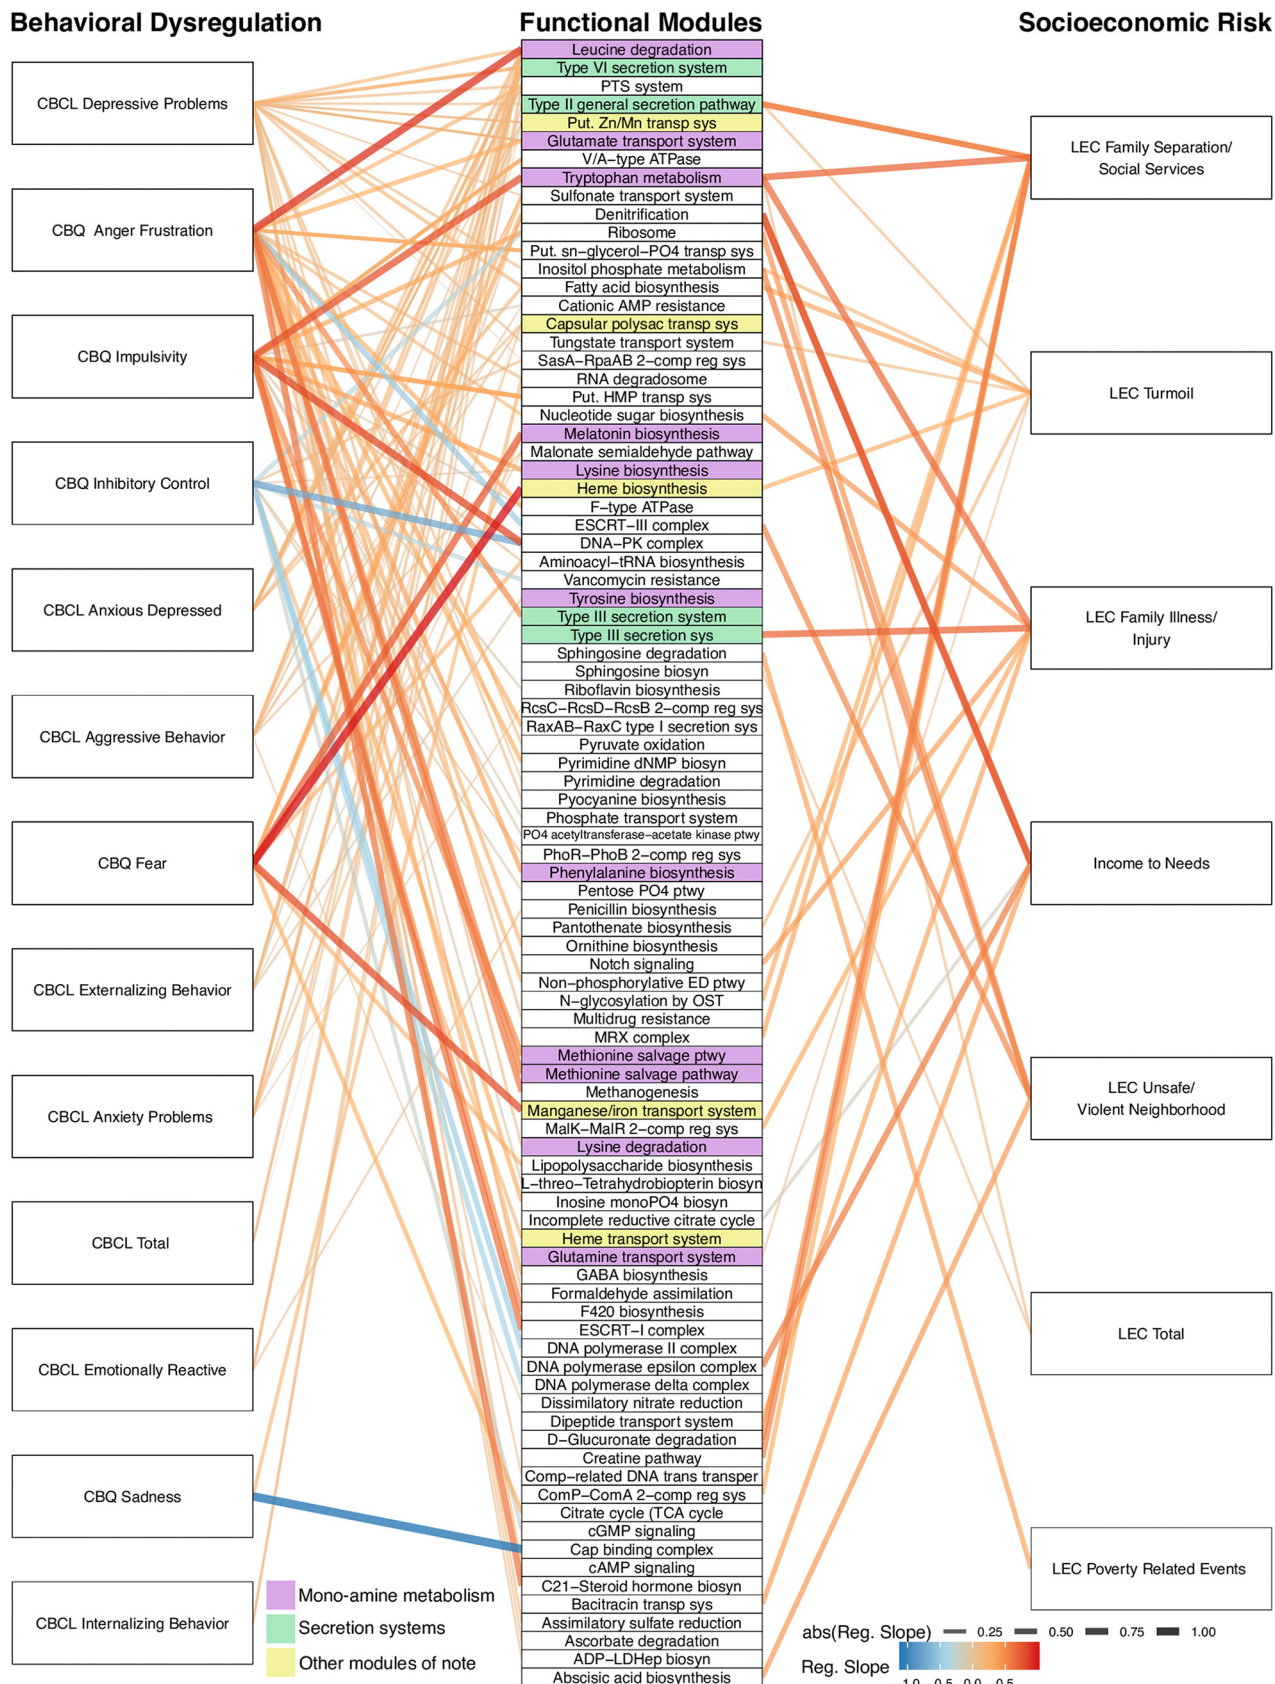 Behavioral Dysregulation
Functional Modules
Socioeconomic Risk
CBCL Depressive Problems
CBQ  Anger Frustration
CBQ Impulsivity
CBQ Inhibitory Control
CBCL Anxious Depressed
CBCL Aggressive Behavior
CBQ Fear
CBCL Externalizing Behavior
CBCL Anxiety Problems
CBCL Total
CBCL Emotionally Reactive
CBQ Sadness
CBCL Internalizing Behavior
Leucine degradation
Type VI secretion system
PTS system
Type II general secretion pathway
Put. Zn/Mn transp sys
Glutamate transport system
V/A−type ATPase
Tryptophan metabolism
Sulfonate transport system
Denitrification
Ribosome
Put. sn−glycerol−PO4 transp sys
Inositol phosphate metabolism
Fatty acid biosynthesis
Cationic AMP resistance
Capsular polysac transp sys
Tungstate transport system
SasA−RpaAB 2−comp reg sys
RNA degradosome
Put. HMP transp sys
Nucleotide sugar biosynthesis
Melatonin biosynthesis
Malonate semialdehyde pathway
Lysine biosynthesis
Heme biosynthesis
F−type ATPase
ESCRT−III complex
DNA−PK complex
Aminoacyl−tRNA biosynthesis
Vancomycin resistance
Tyrosine biosynthesis
Type III secretion system
Type III secretion sys
Sphingosine degradation
Sphingosine biosyn
Riboflavin biosynthesis
RcsC−RcsD−RcsB 2−comp reg sys
RaxAB−RaxC type I secretion sys
Pyruvate oxidation
Pyrimidine dNMP biosyn
Pyrimidine degradation
Pyocyanine biosynthesis
Phosphate transport system
PO4 acetyltransferase−acetate kinase ptwy
PhoR−PhoB 2−comp reg sys
Phenylalanine biosynthesis
Pentose PO4 ptwy
Penicillin biosynthesis
Pantothenate biosynthesis
Ornithine biosynthesis
Notch signaling
Non−phosphorylative ED ptwy
N−glycosylation by OST
Multidrug resistance
MRX complex
Methionine salvage ptwy
Methionine salvage pathway
Methanogenesis
Manganese/iron transport system
MalK−MalR 2−comp reg sys
Lysine degradation
Lipopolysaccharide biosynthesis
L−threo−Tetrahydrobiopterin biosyn
Inosine monoPO4 biosyn
Incomplete reductive citrate cycle
Heme transport system
Glutamine transport system
GABA biosynthesis
Formaldehyde assimilation
F420 biosynthesis
ESCRT−I complex
DNA polymerase II complex
DNA polymerase epsilon complex
DNA polymerase delta complex
Dissimilatory nitrate reduction
Dipeptide transport system
D−Glucuronate degradation
Creatine pathway
Comp−related DNA trans transper
ComP−ComA 2−comp reg sys
Citrate cycle (TCA cycle
cGMP signaling
Cap binding complex
cAMP signaling
C21−Steroid hormone biosyn
Bacitracin transp sys
Assimilatory sulfate reduction
Ascorbate degradation
ADP−LDHep biosyn
Abscisic acid biosynthesis
LEC Family Separation/
Social Services
LEC Turmoil
LEC Family Illness/
Injury
Income to Needs
LEC Unsafe/
Violent Neighborhood
LEC Total
LEC Poverty Related Events
Mono−amine metabolism
Secretion systems
Other modules of note
abs(Reg. Slope) 0.25 0.50 0.75 1.00
Reg. Slope